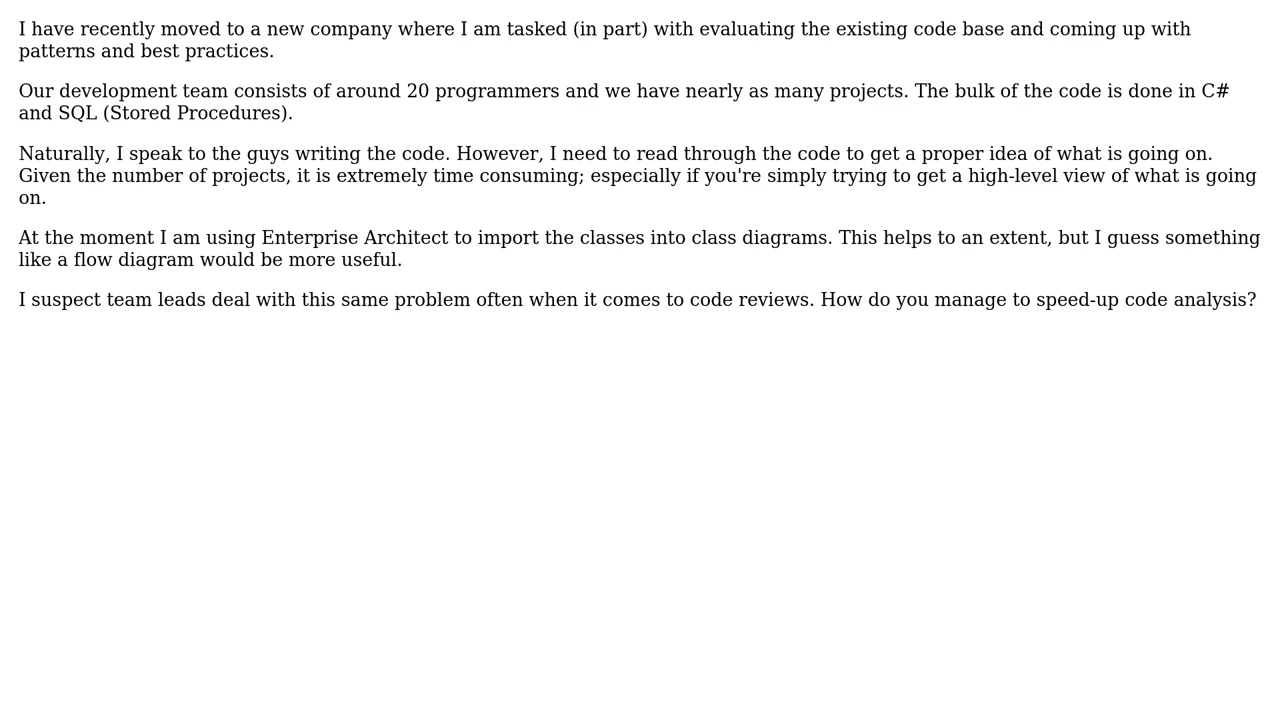 I have recently moved to a new company where I am tasked (in part) with evaluating the existing code base and coming up with
patterns and best practices.
Our development team consists of around 20 programmers and we have nearly as many projects. The bulk of the code is done in C#
and SQL (Stored Procedures).
Naturally, I speak to the guys writing the code. However, I need to read through the code to get a proper idea of what is going on.
Given the number of projects, it is extremely time consuming; especially if you're simply trying to get a high-level view of what is going
on.
At the moment I am using Enterprise Architect to import the classes into class diagrams. This helps to an extent, but I guess something
like a flow diagram would be more useful.
I suspect team leads deal with this same problem often when it comes to code reviews. How do you manage to speed-up code analysis?